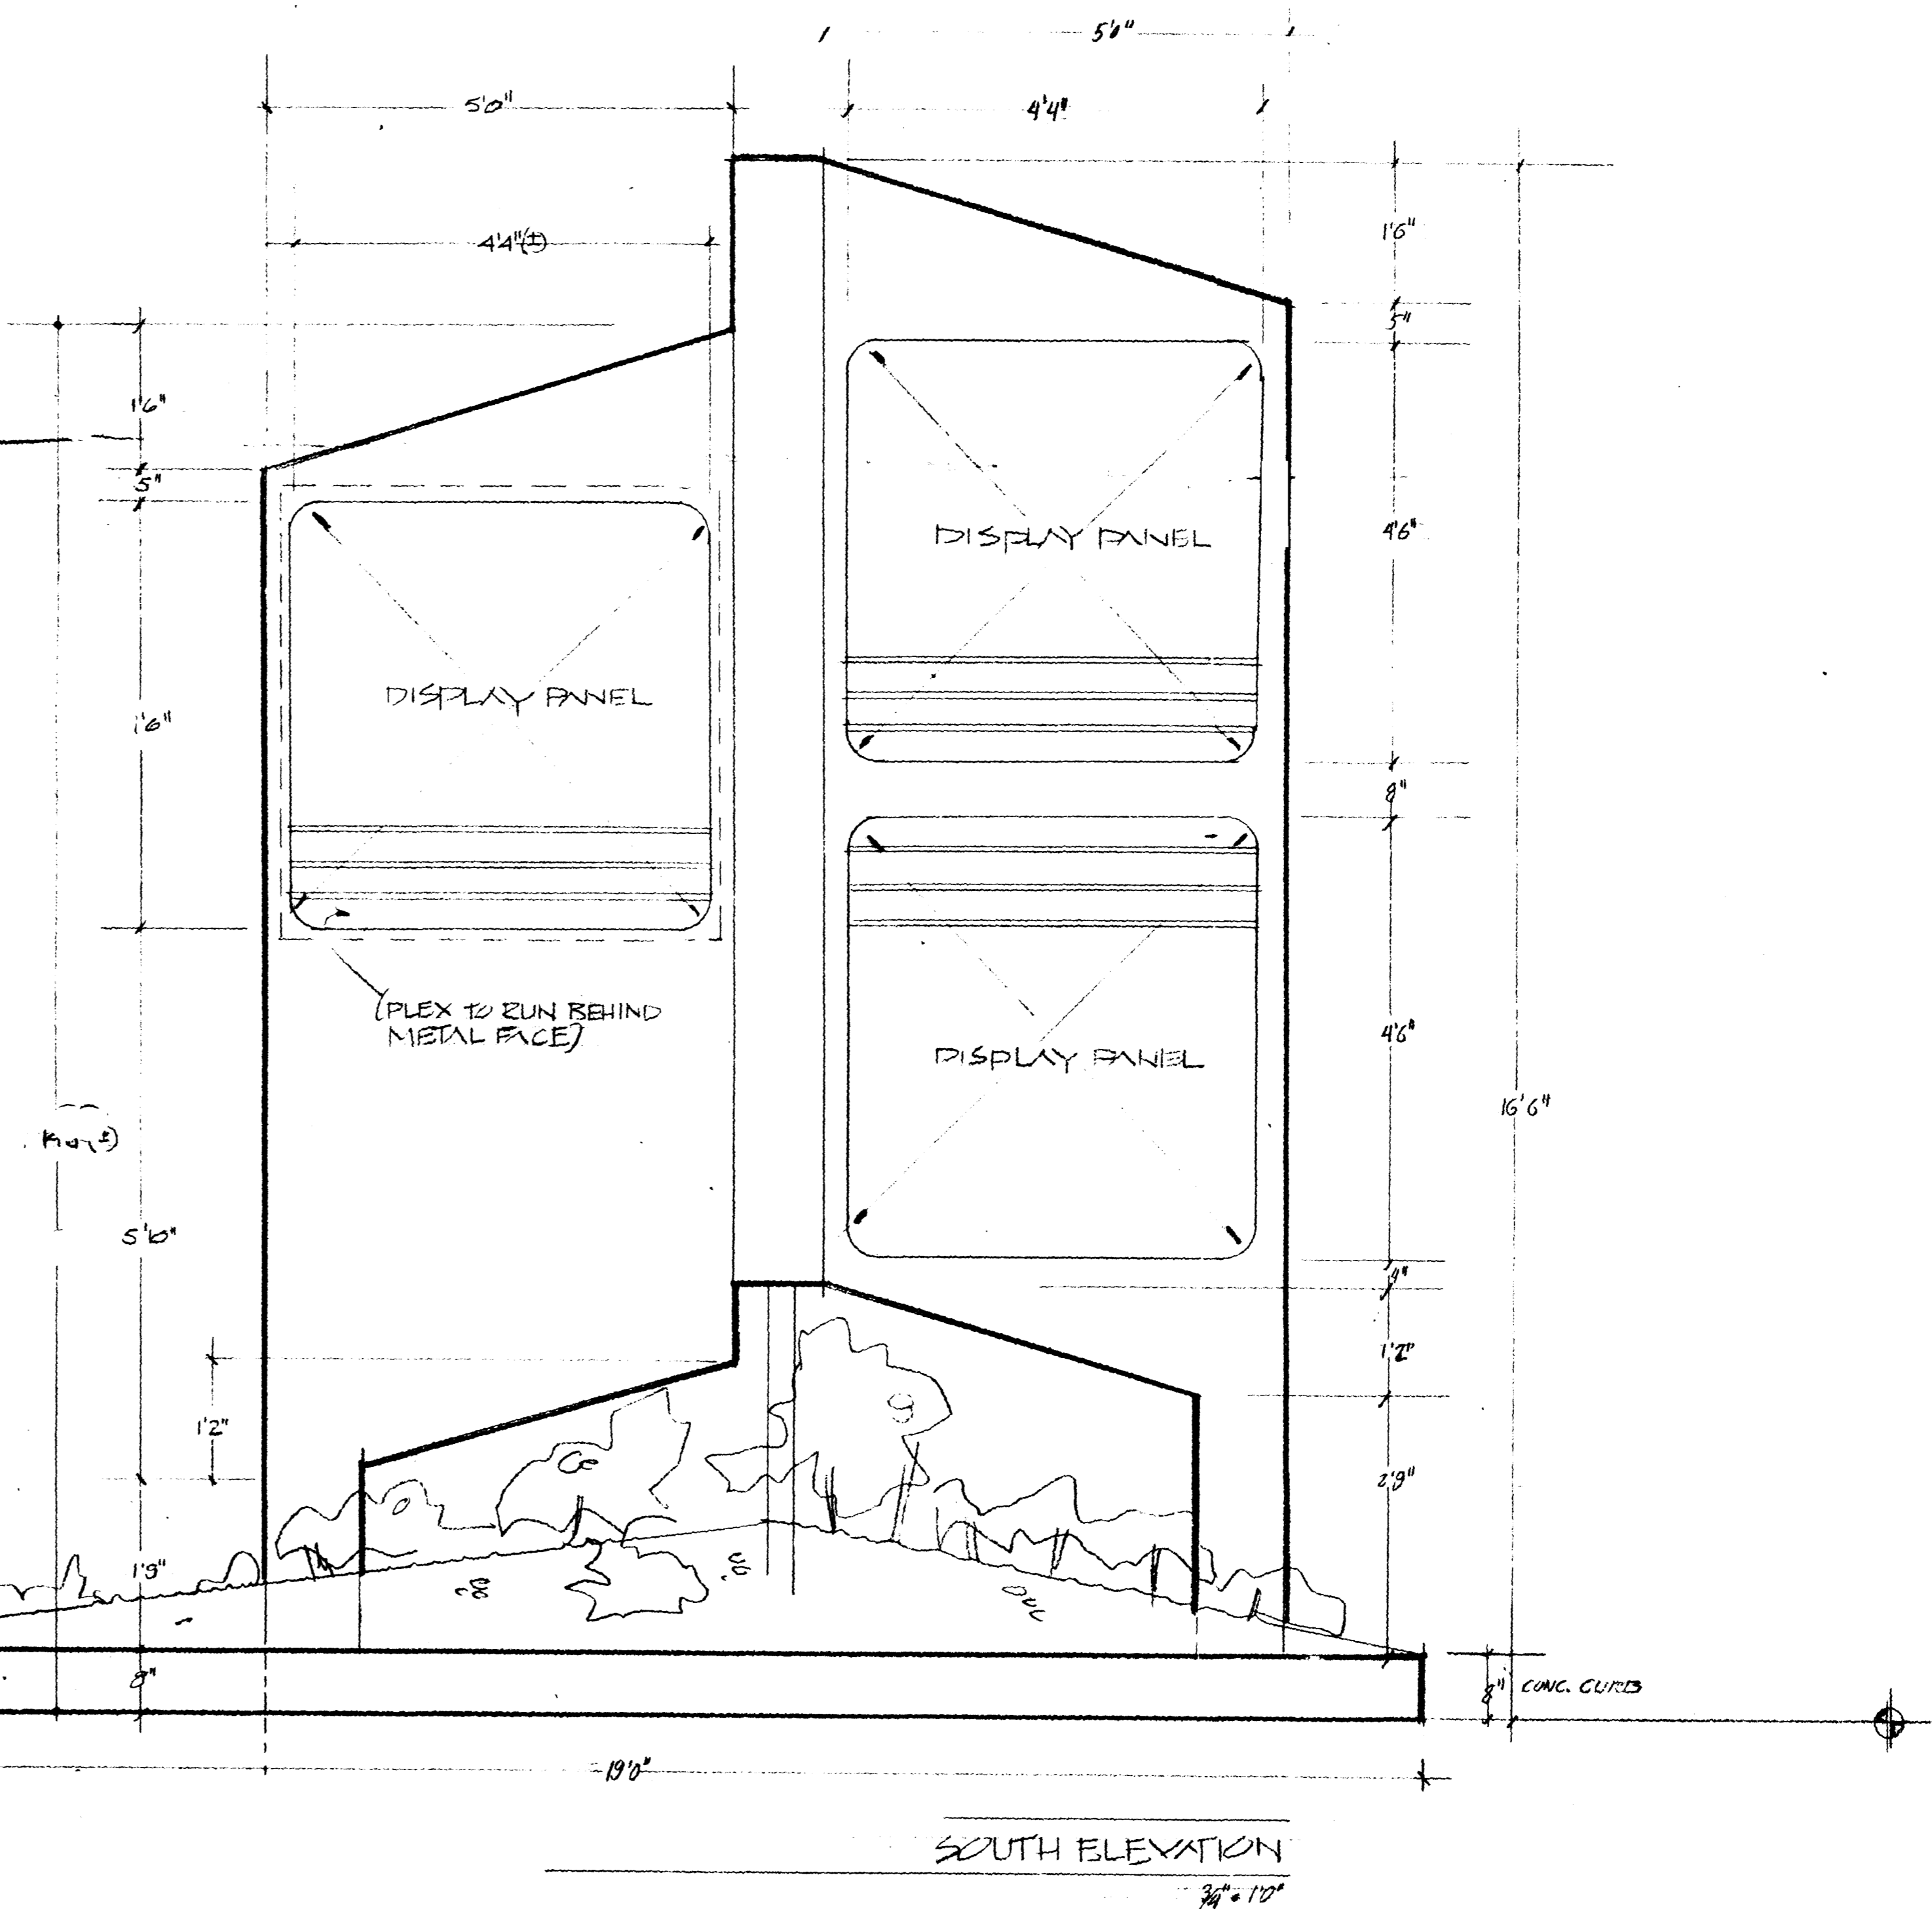 5'0"
5'0"
4'4"
4'4"(±)
1'6"
5"
1'6"
5"
4'6"
DISPLAY PANEL
DISPLAY PANEL
1'6"
8"
(PLEX TO RUN BEHIND
METAL FACE)
4'6"
DISPLAY PANEL
16'6"
5'10"
4"
1'2"
1'2"
2'9"
1'9"
8"
8" CONC. CURB
19'0"
SOUTH ELEVATION
3/4" = 1'0"